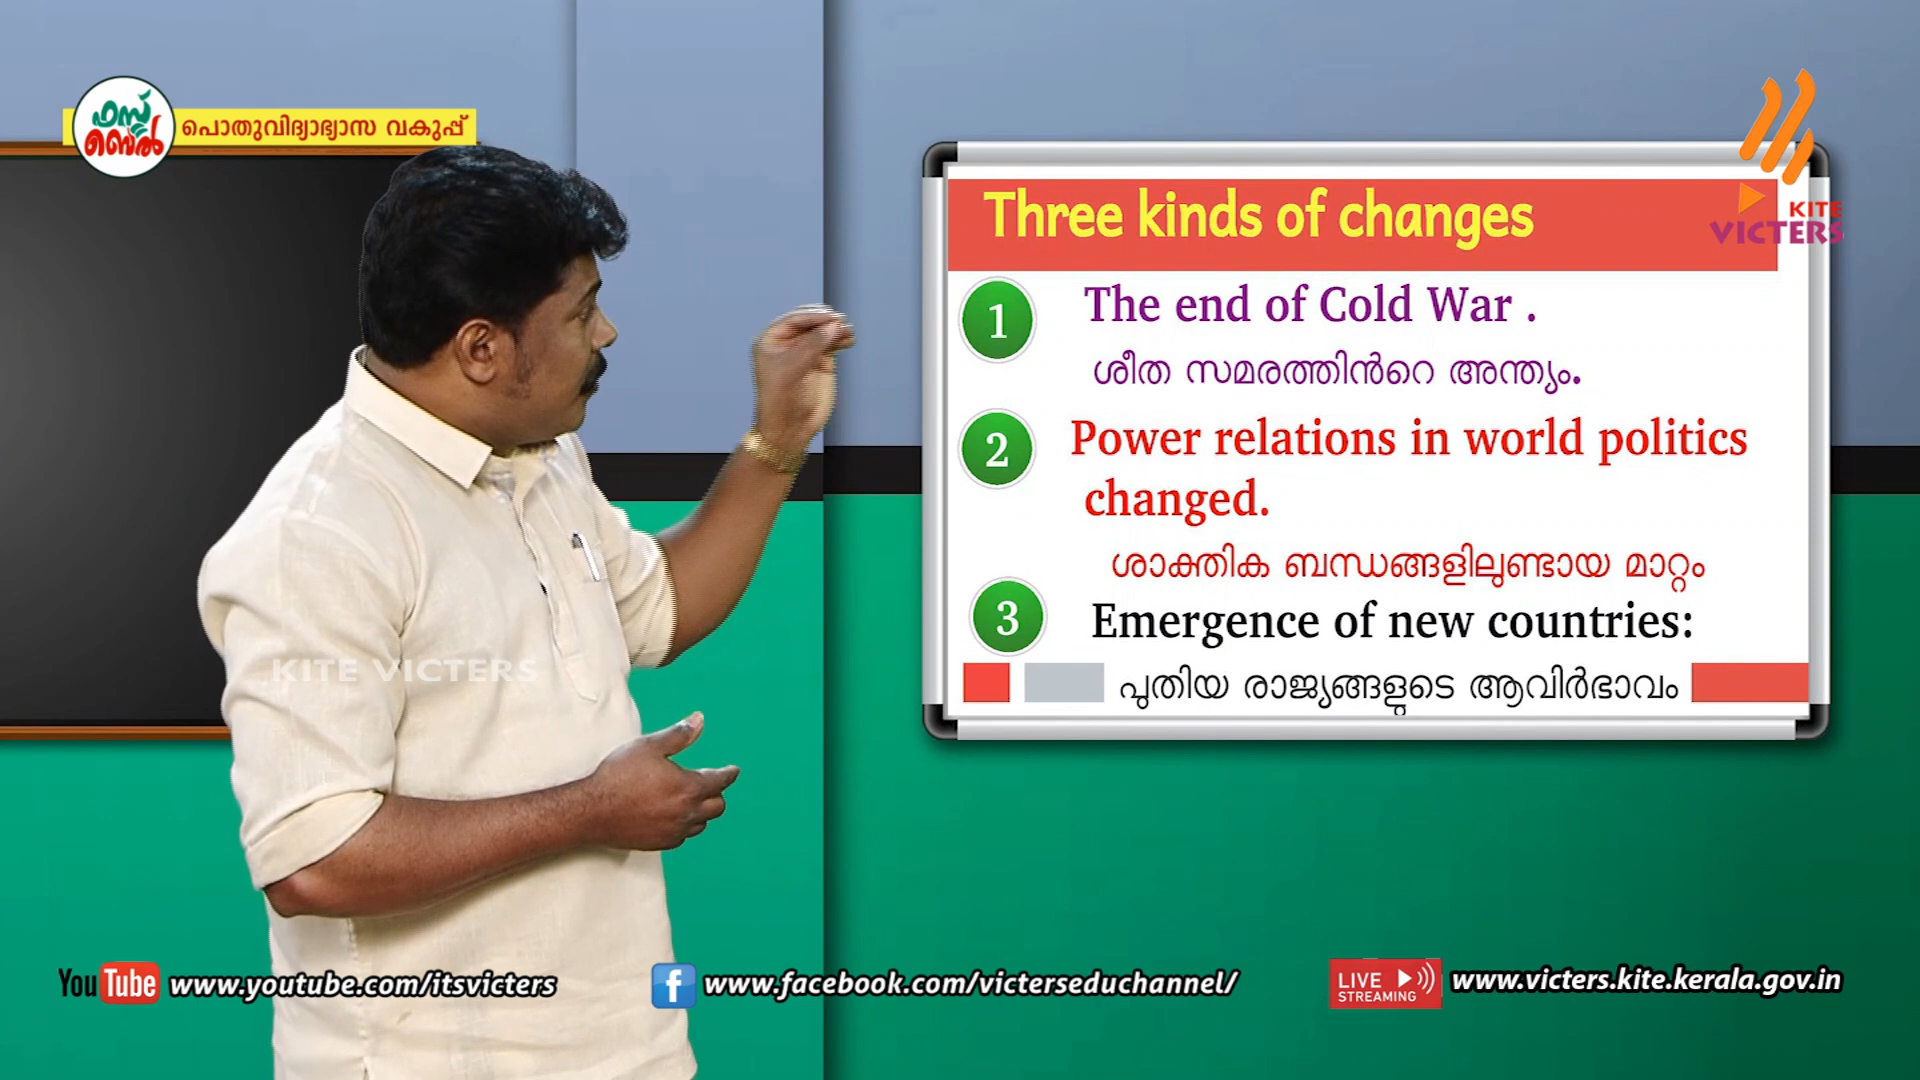 ഫസ്റ്റ്
ബെൽ
പൊതുവിദ്യാഭ്യാസ വകുപ്പ്
KITE
VICTERS
Three kinds of changes
1 The end of Cold War .
ശീത സമരത്തിൻറെ അന്ത്യം.
2 Power relations in world politics
changed.
ശാക്തിക ബന്ധങ്ങളിലുണ്ടായ മാറ്റം
3 Emergence of new countries:
പുതിയ രാജ്യങ്ങളുടെ ആവിർഭാവം
KITE VICTERS
YouTube www.youtube.com/itsvicters
f www.facebook.com/victerseduchannel/
LIVE
STREAMING
www.victers.kite.kerala.gov.in